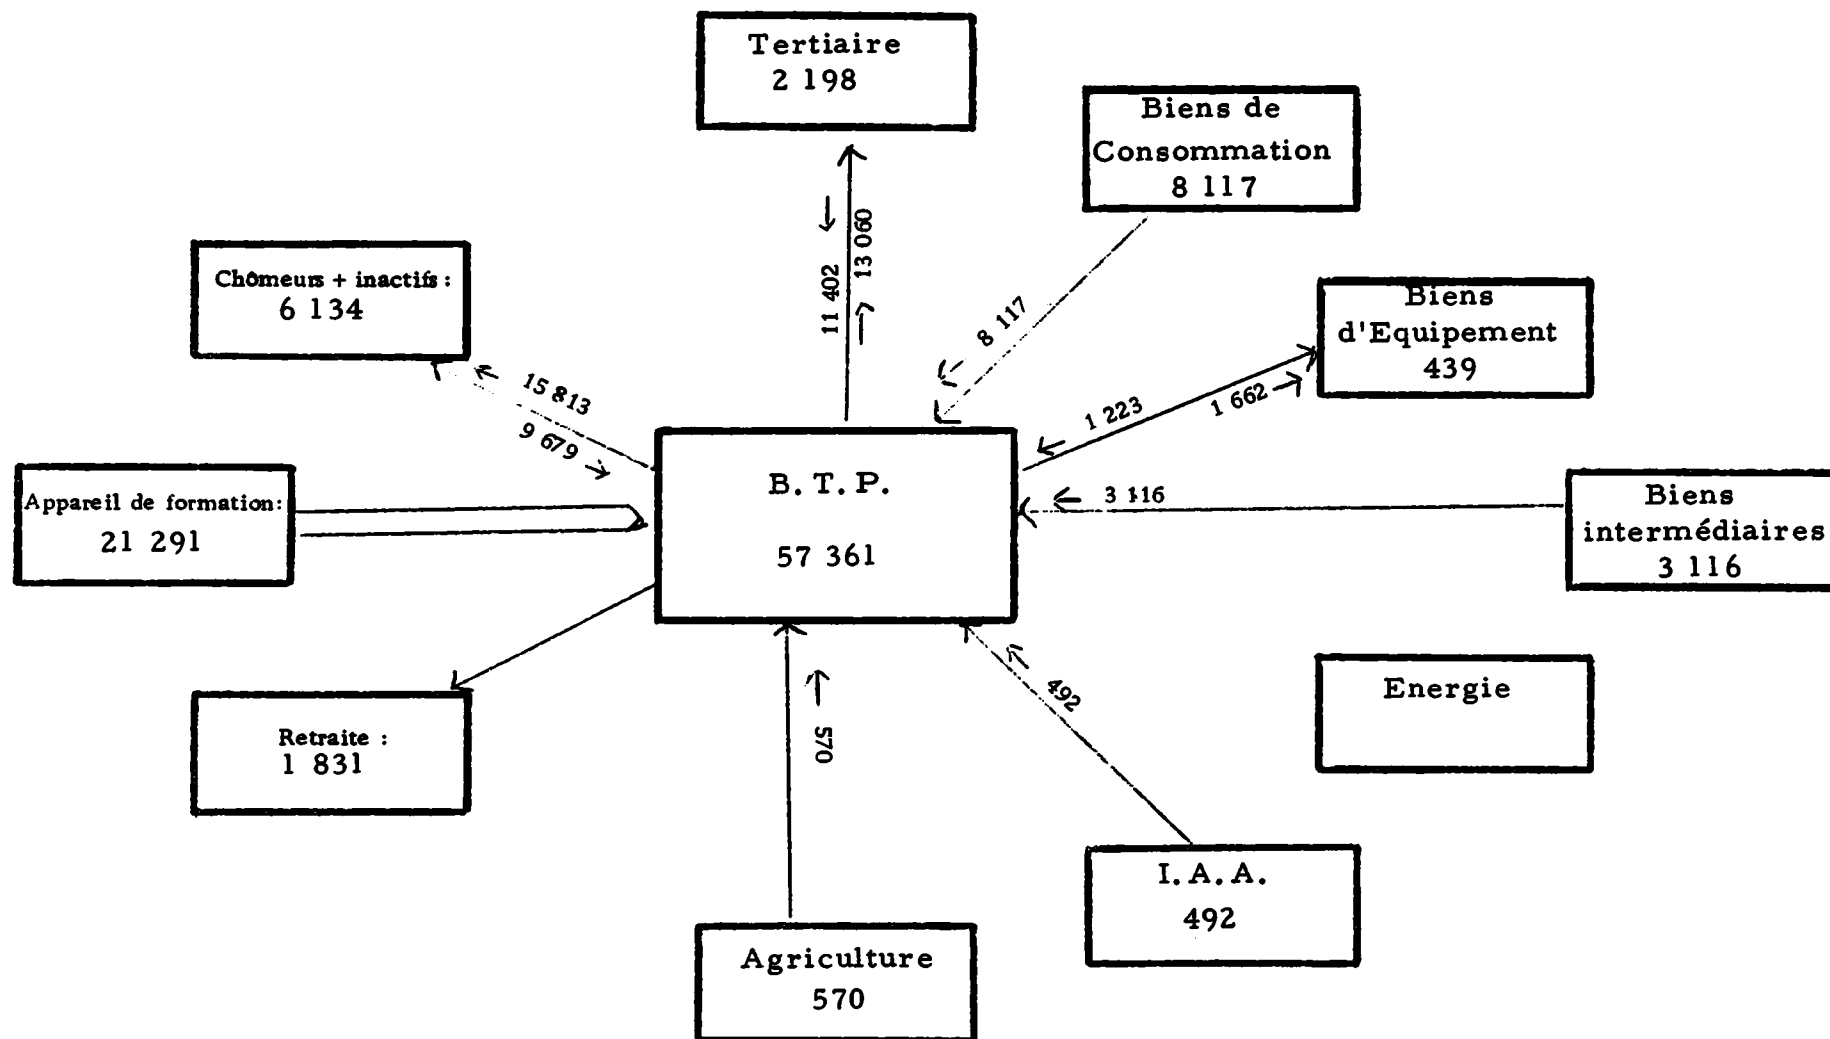 Tertiaire
2 198
Biens de
Consommation
8 117
11 402
13 060
8 117
Chômeurs + inactifs :
6 134
Biens
d'Equipement
439
15 813
9 679
1 223
1 662
B. T. P.
57 361
Appareil de formation:
21 291
3 116
Biens
intermédiaires
3 116
Retraite :
1 831
570
492
Energie
I. A. A.
492
Agriculture
570